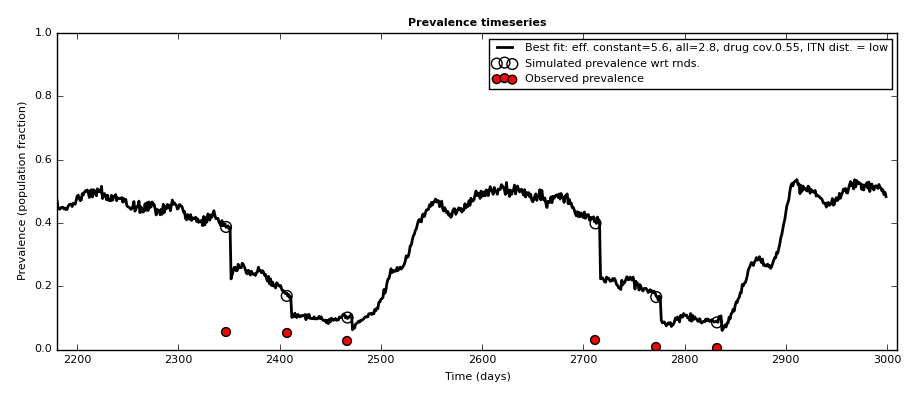 Prevalence timeseries
Best fit: eff. constant=5.6, all=2.8, drug cov.0.55, ITN dist. = low
Simulated prevalence wrt rnds.
Observed prevalence
Prevalence (population fraction)
1.0
0.8
0.6
0.4
0.2
0.0
2200 2300 2400 2500 2600 2700 2800 2900 3000
Time (days)